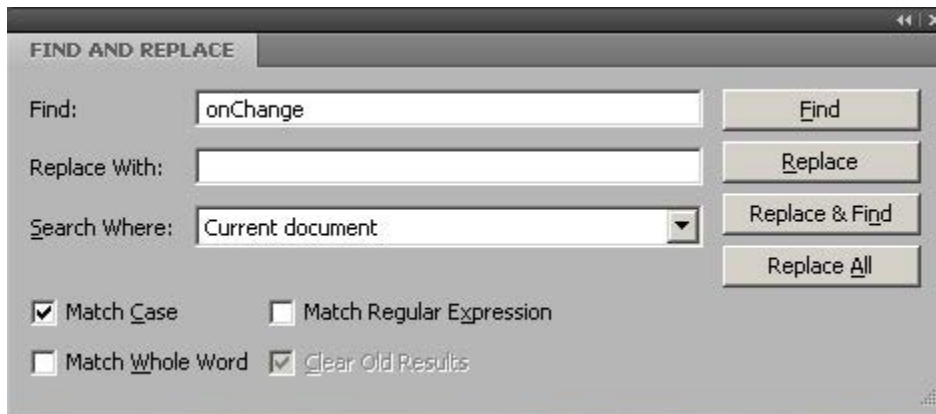 FIND AND REPLACE
Find: onChange Find
Replace With: Replace
Search Where: Current document Replace & Find
Replace All
Match Case Match Regular Expression
Match Whole Word Clear Old Results